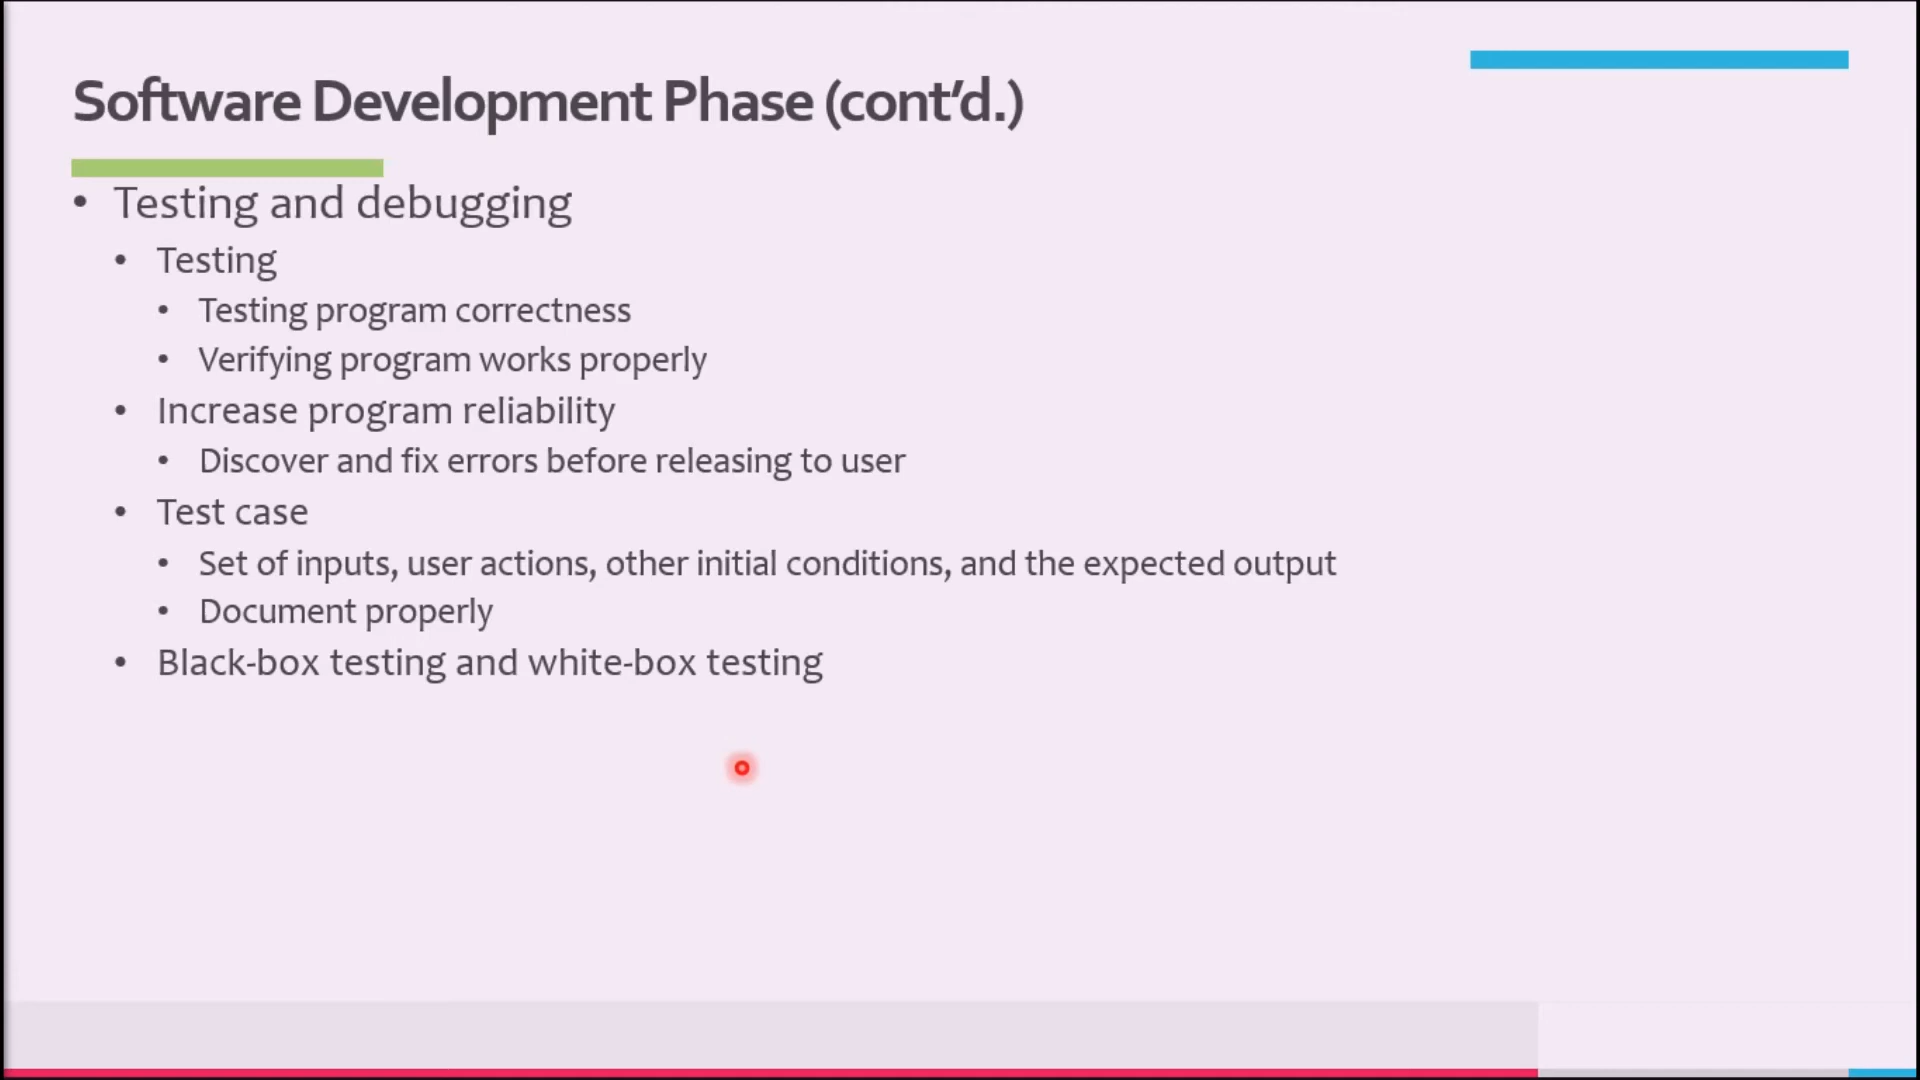 Software Development Phase (cont’d.)
• Testing and debugging
• Testing
• Testing program correctness
• Verifying program works properly
• Increase program reliability
• Discover and fix errors before releasing to user
• Test case
• Set of inputs, user actions, other initial conditions, and the expected output
• Document properly
• Black-box testing and white-box testing